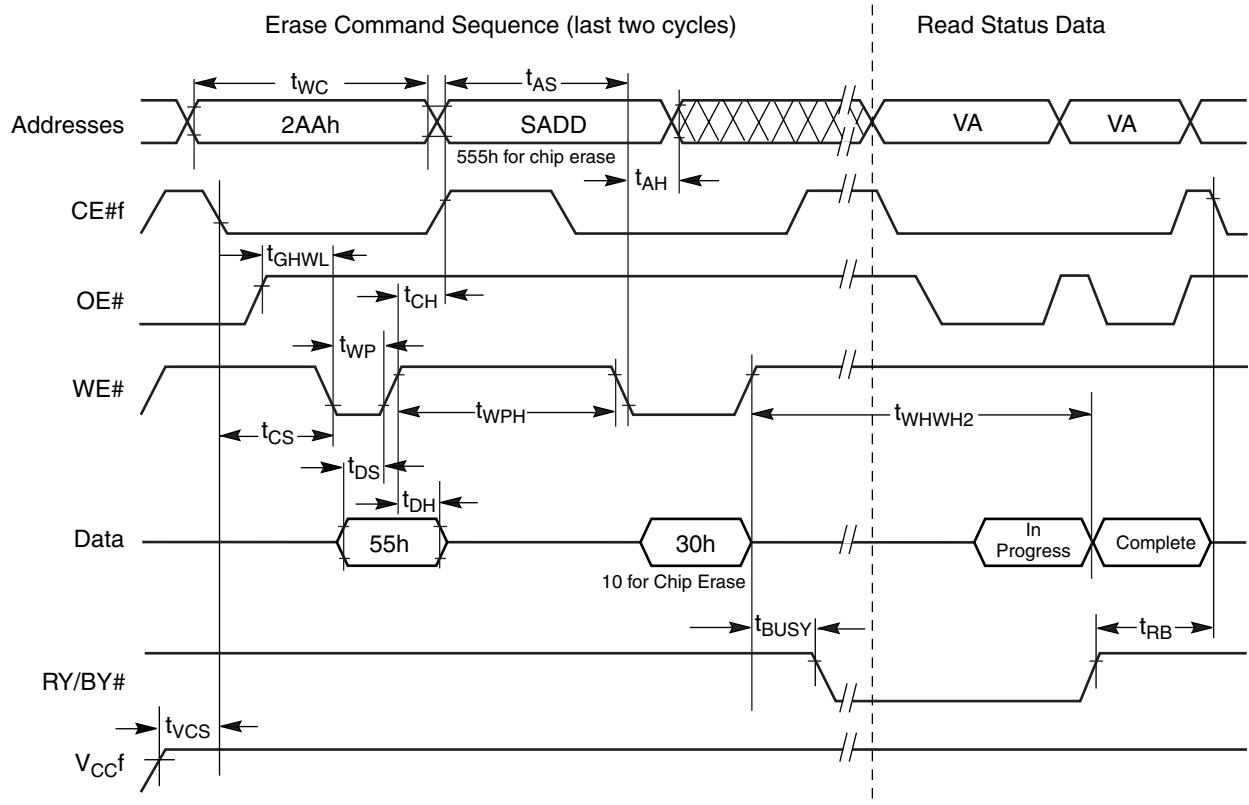 Erase Command Sequence (last two cycles)
Read Status Data
tWC
tAS
Addresses
2AAh
SADD
VA
VA
555h for chip erase
tAH
CE#f
tGHWL
OE#
tCH
tWP
WE#
tWPH
tWHWH2
tCS
tDS
tDH
Data
55h
30h
In
Progress
Complete
10 for Chip Erase
tBUSY
tRB
RY/BY#
tVCS
VCCf